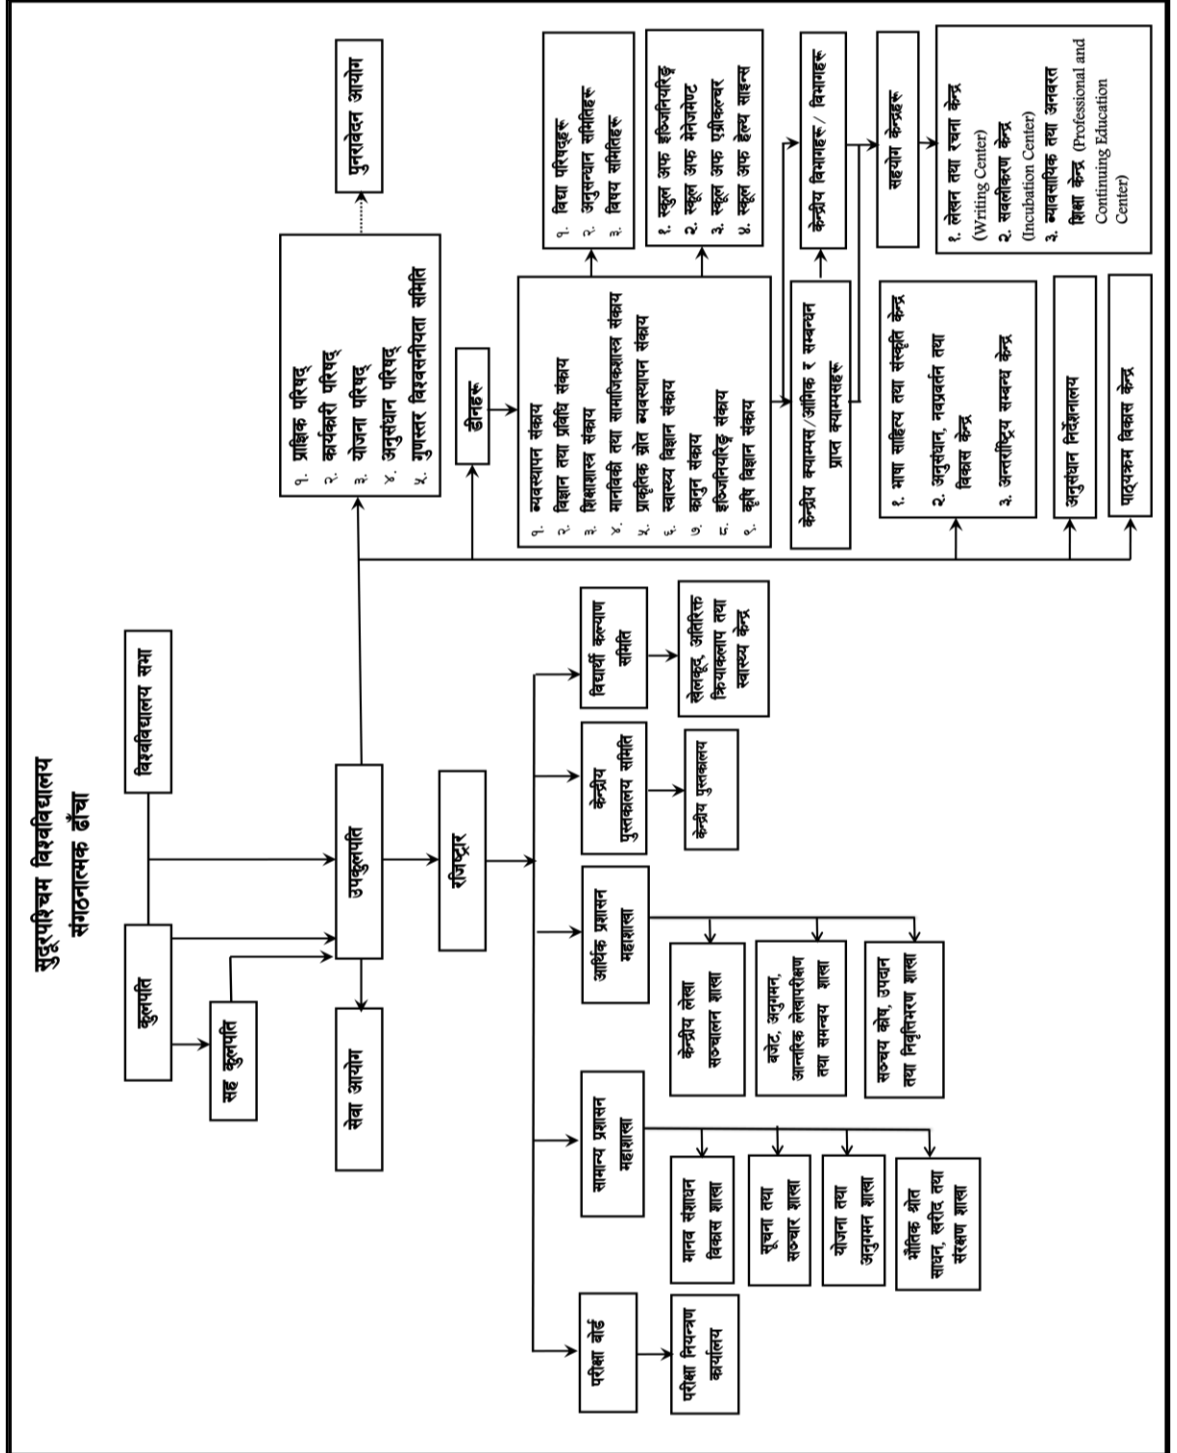 सुदूरपश्चिम विश्वविद्यालय
संगठनात्मक ढाँचा
विश्वविद्यालय सभा
कुलपति
सह कुलपति
उपकुलपति
सेवा आयोग
रजिष्ट्रार
१. प्राज्ञिक परिषद्
२. कार्यकारी परिषद्
३. योजना परिषद्
४. अनुसंधान परिषद्
५. गुणस्तर विश्वसनीयता समिति
पुनरावेदन आयोग
डीनहरू
१. ब्यवस्थापन संकाय
२. विज्ञान तथा प्रविधि संकाय
३. शिक्षाशास्त्र संकाय
४. मानविकी तथा सामाजिकशास्त्र संकाय
५. प्राकृतिक स्रोत ब्यवस्थापन संकाय
६. स्वास्थ्य विज्ञान संकाय
७. कानुन संकाय
८. इञ्जिनियरिङ्ग संकाय
९. कृषि विज्ञान संकाय
१. विद्या परिषद्हरू
२. अनुसन्धान समितिहरू
३. विषय समितिहरू
१. स्कुल अफ इञ्जिनियरिङ्ग
२. स्कूल अफ मेनेजमेण्ट
३. स्कूल अफ एग्रीकल्चर
४. स्कूल अफ हेल्थ साइन्स
केन्द्रीय क्याम्पस/आंगिक र सम्बन्धन
प्राप्त क्याम्पसहरू
केन्द्रीय विभागहरू/ विभागहरू
सहयोग केन्द्रहरू
१. लेखन तथा रचना केन्द्र
(Writing Center)
२. सवलीकरण केन्द्र
(Incubation Center)
३. ब्यावसायिक तथा अनवरत
शिक्षा केन्द्र (Professional and
Continuing Education
Center)
१. भाषा साहित्य तथा संस्कृति केन्द्र
२. अनुसंधान, नवप्रवर्तन तथा
विकास केन्द्र
३. अन्तर्राष्ट्रिय सम्बन्ध केन्द्र
अनुसंधान निर्देशनालय
पाठ्यक्रम विकास केन्द्र
परीक्षा बोर्ड
परीक्षा नियन्त्रण
कार्यालय
सामान्य प्रशासन
महाशाखा
मानव संशाधन
विकास शाखा
सूचना तथा
सञ्चार शाखा
योजना तथा
अनुगमन शाखा
भौतिक श्रोत
साधन, खरीद तथा
संरक्षण शाखा
आर्थिक प्रशासन
महाशाखा
केन्द्रीय लेखा
सञ्चालन शाखा
बजेट, अनुगमन,
आन्तरिक लेखापरीक्षण
तथा समन्वय शाखा
सञ्चय कोष, उपदान
तथा निवृत्तिभरण शाखा
केन्द्रीय
पुस्तकालय समिति
केन्द्रीय पुस्तकालय
विद्यार्थी कल्याण
समिति
खेलकूद, अतिरिक्त
क्रियाकलाप तथा
स्वास्थ्य केन्द्र